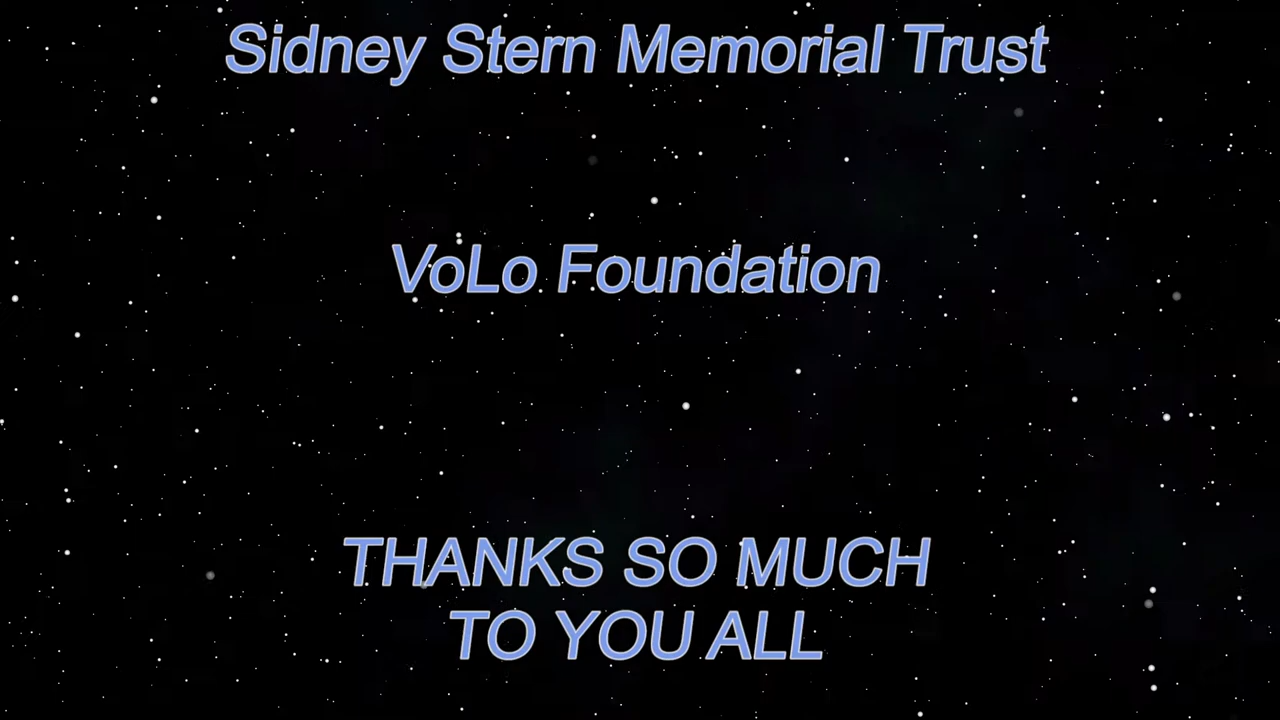 Sidney Stern Memorial Trust
VoLo Foundation
THANKS SO MUCH
TO YOU ALL